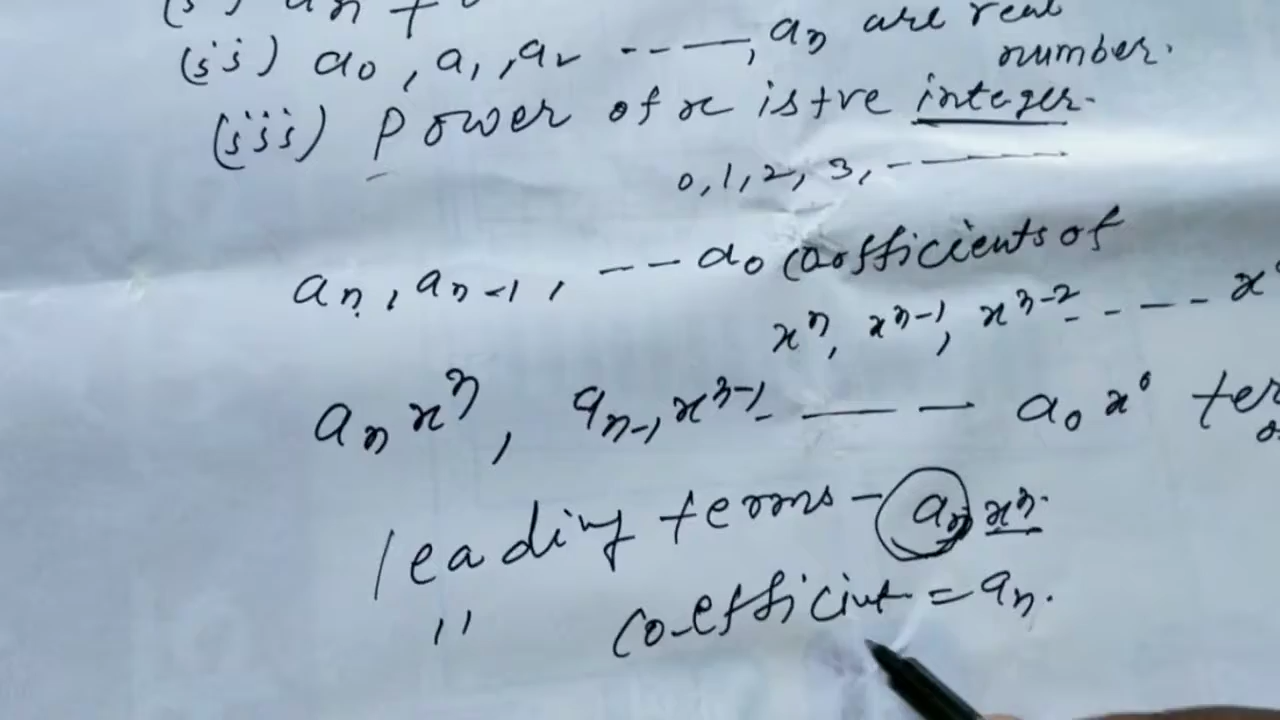 (ii) a₀, a₁, a₂ -----, aₙ are real
number.
(iii) Power of x is +ve integer.
0, 1, 2, 3, ------
aₙ, aₙ₋₁, --- a₀ coefficients of
xⁿ, xⁿ⁻¹, xⁿ⁻² ----- x⁰
aₙxⁿ, aₙ₋₁xⁿ⁻¹ ------ a₀x⁰
leading terms - aₙxⁿ.
" coefficient = aₙ.